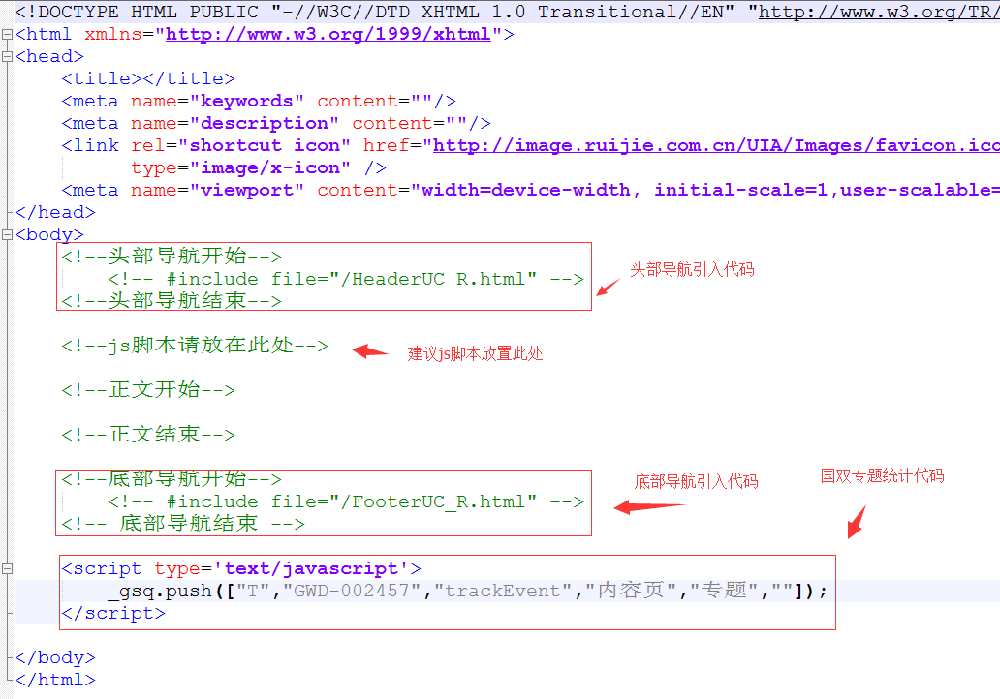 <!DOCTYPE HTML PUBLIC "-//W3C//DTD XHTML 1.0 Transitional//EN" "http://www.w3.org/TR/
<html xmlns="http://www.w3.org/1999/xhtml">
<head>
<title></title>
<meta name="keywords" content=""/>
<meta name="description" content=""/>
<link rel="shortcut icon" href="http://image.ruijie.com.cn/UIA/Images/favicon.ico
type="image/x-icon" />
<meta name="viewport" content="width=device-width, initial-scale=1,user-scalable=
</head>
<body>
<!--头部导航开始-->
头部导航引入代码
<!-- #include file="/HeaderUC_R.html" -->
<!--头部导航结束-->
<!--js脚本请放在此处-->
建议js脚本放置此处
<!--正文开始-->
<!--正文结束-->
<!--底部导航开始-->
底部导航引入代码
国双专题统计代码
<!-- #include file="/FooterUC_R.html" -->
<!-- 底部导航结束 -->
<script type='text/javascript'>
_gsq.push(["T","GWD-002457","trackEvent","内容页","专题",""]);
</script>
</body>
</html>